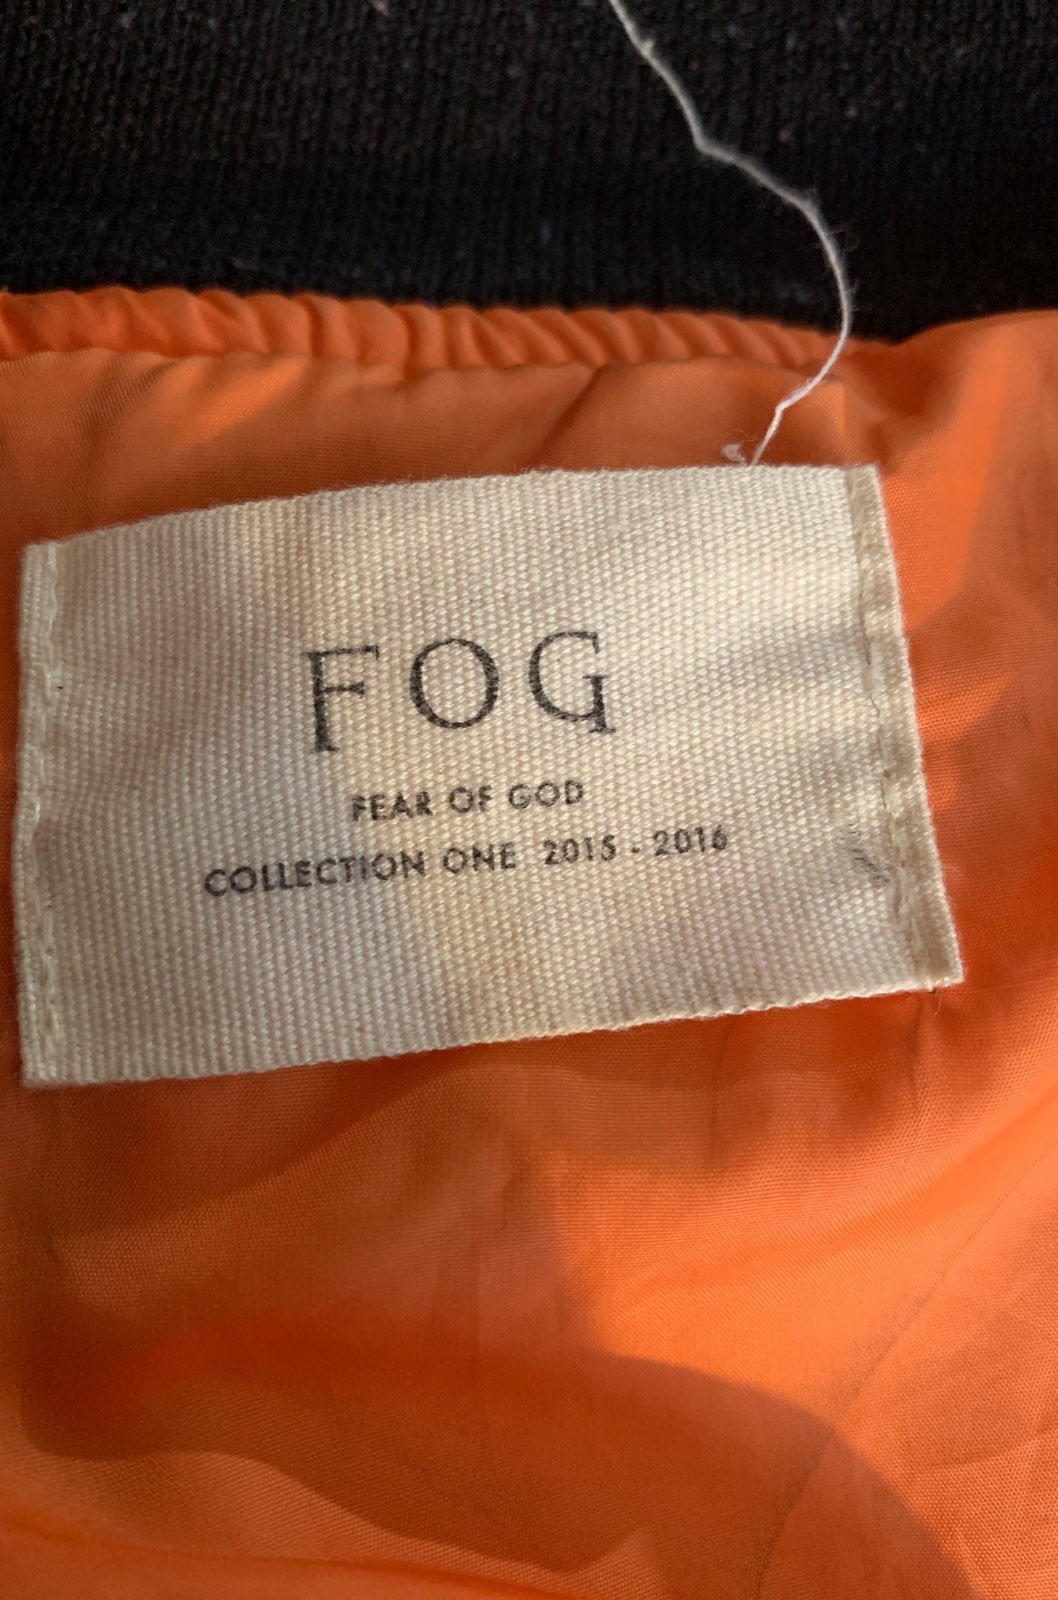 FOG
FEAR OF GOD
COLLECTION ONE 2015 - 2016